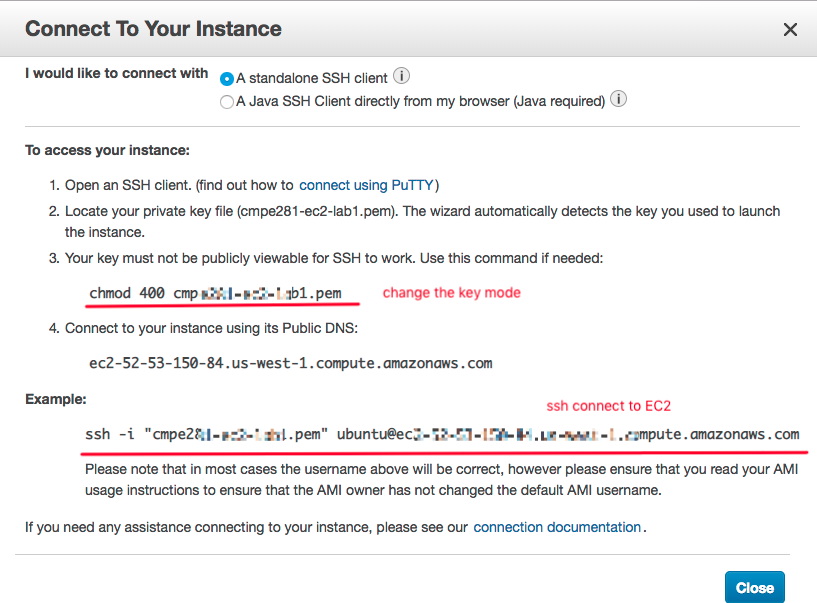 Connect To Your Instance
I would like to connect with
A standalone SSH client
A Java SSH Client directly from my browser (Java required)
To access your instance:
1. Open an SSH client. (find out how to connect using PuTTY)
2. Locate your private key file (cmpe281-ec2-lab1.pem). The wizard automatically detects the key you used to launch
the instance.
3. Your key must not be publicly viewable for SSH to work. Use this command if needed:
chmod 400 cmp b1.pem change the key mode
4. Connect to your instance using its Public DNS:
ec2-52-53-150-84.us-west-1.compute.amazonaws.com
Example:
ssh connect to EC2
ssh -i "cmpe2 .pem" ubuntu@ec mpute.amazonaws.com
Please note that in most cases the username above will be correct, however please ensure that you read your AMI
usage instructions to ensure that the AMI owner has not changed the default AMI username.
If you need any assistance connecting to your instance, please see our connection documentation.
Close